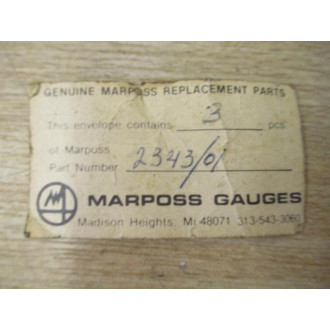 GENUINE MARPOSS REPLACEMENT PARTS
This envelope contains 3 pcs.
of Marposs
Part Number 2343/01
MARPOSS GAUGES
Madison Heights, MI 48071 313-543-3060